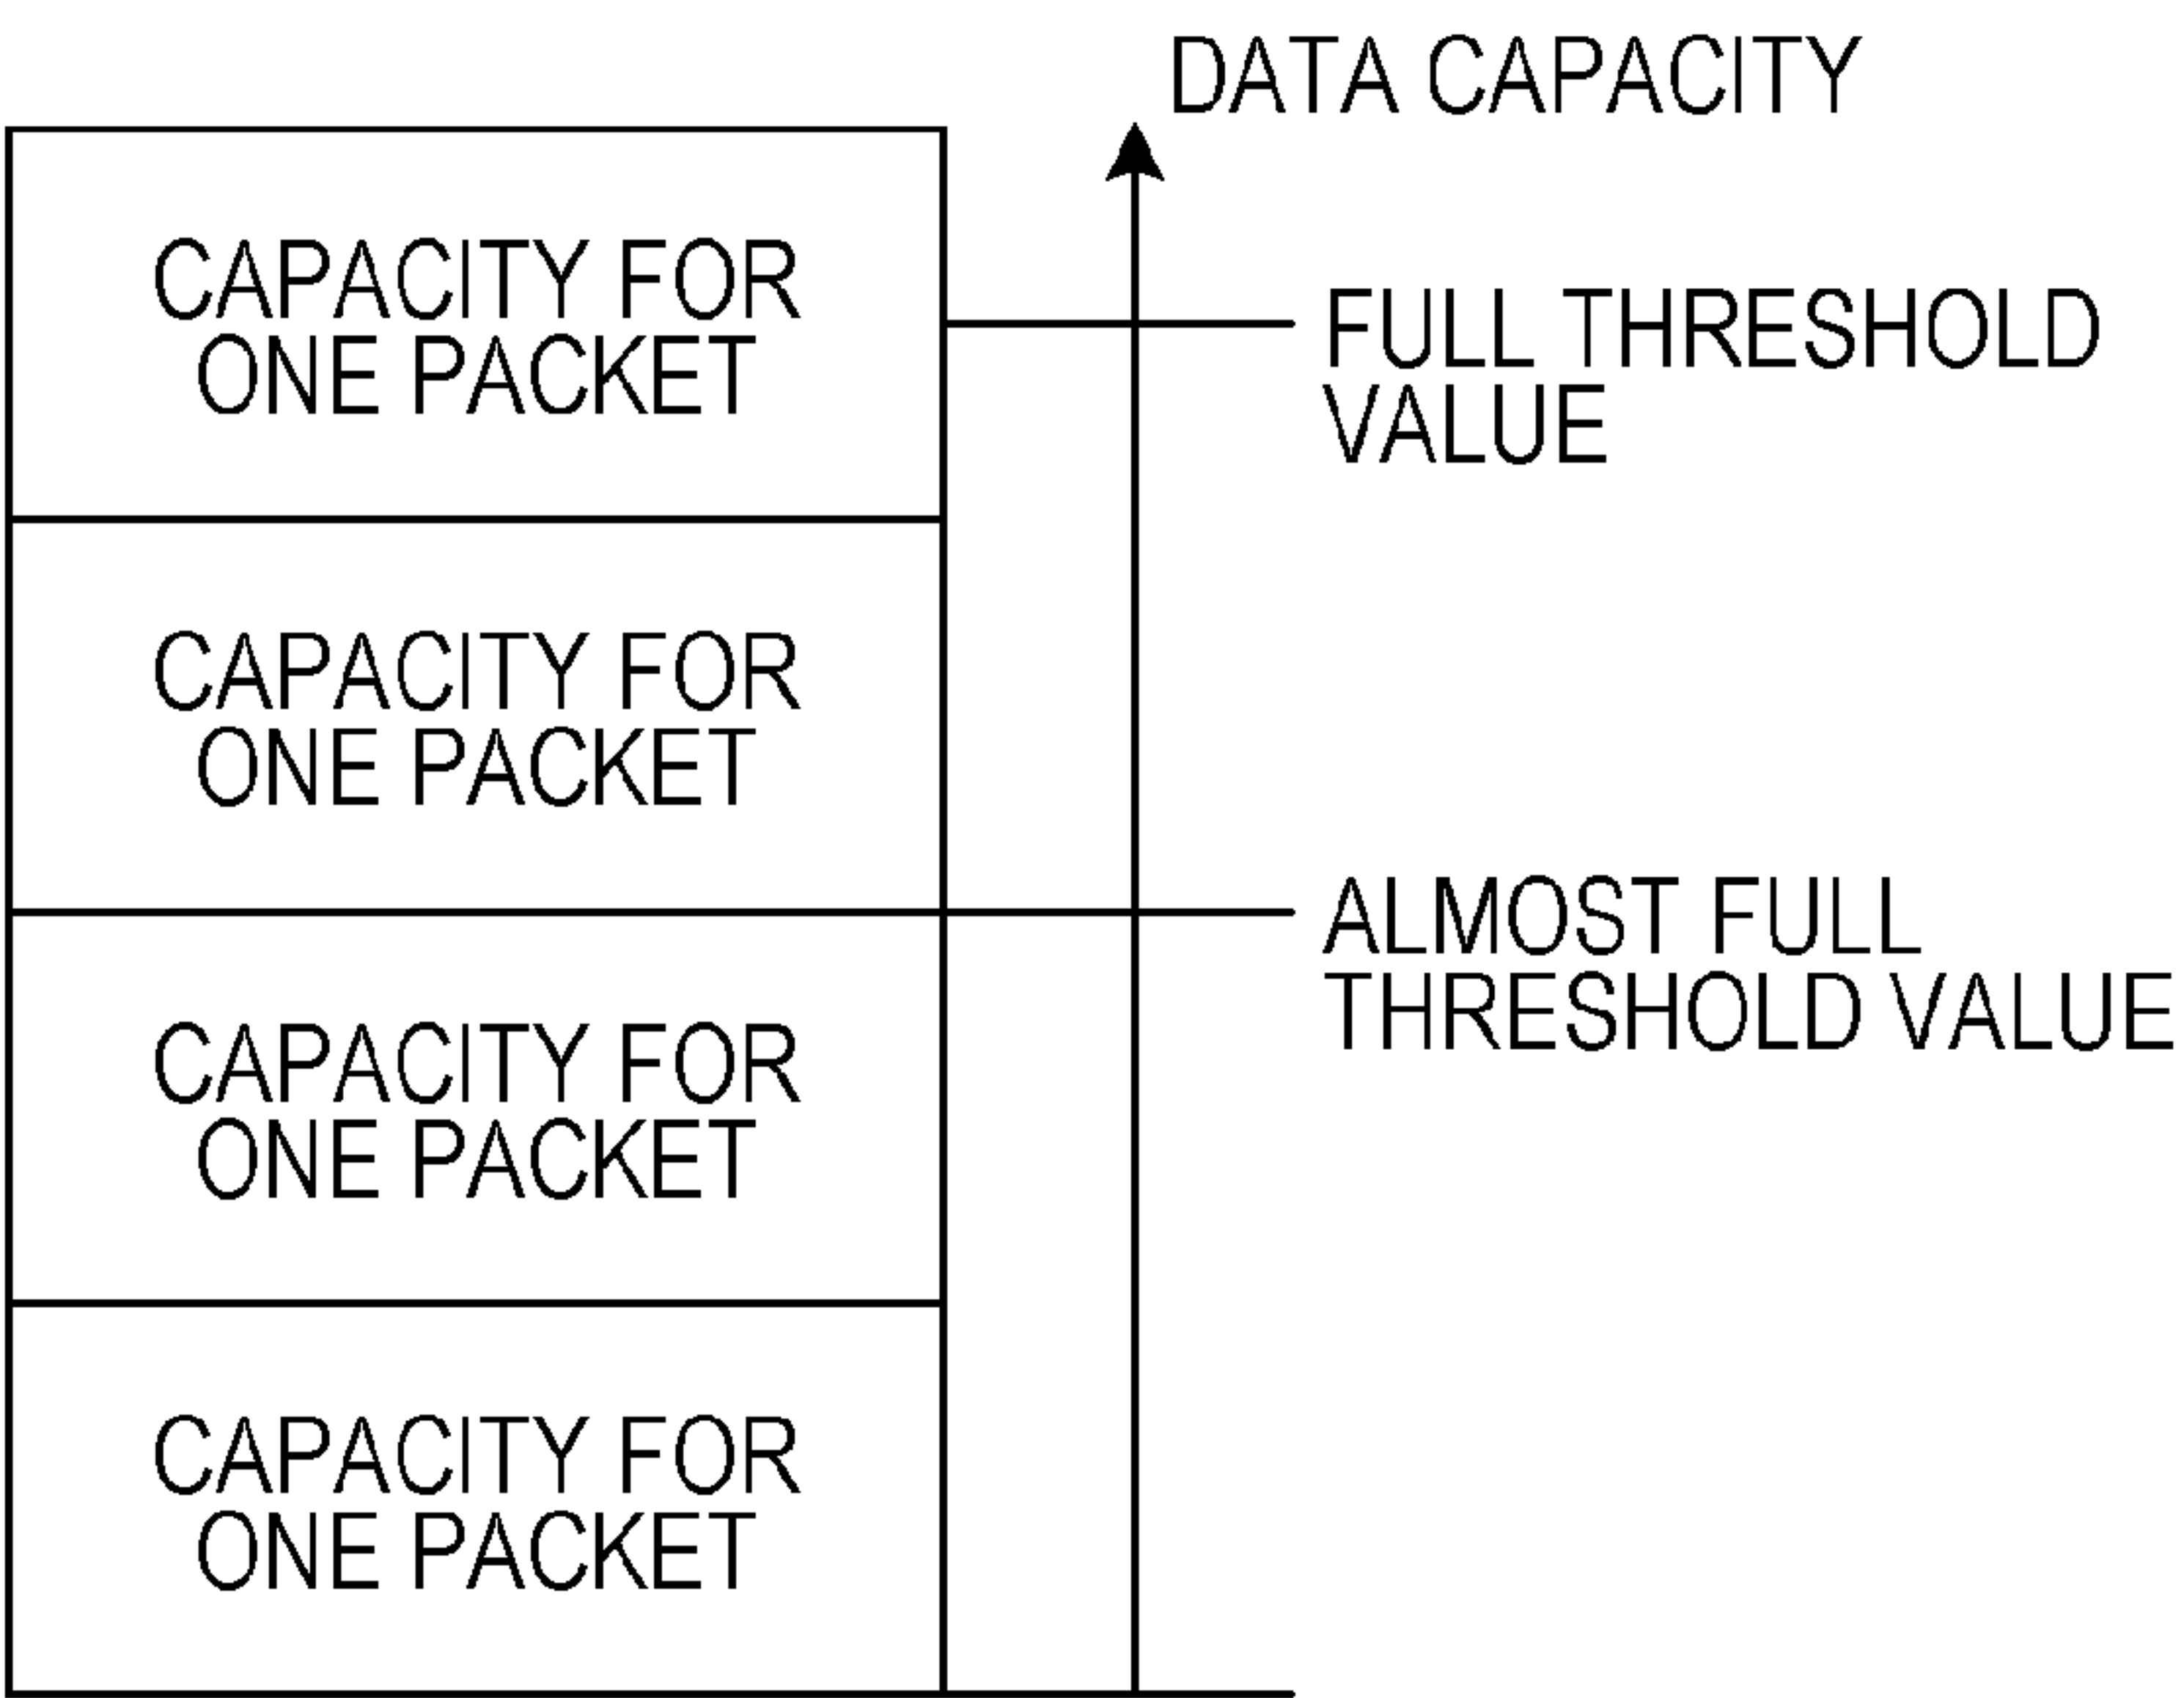 DATA CAPACITY
CAPACITY FOR
ONE PACKET
FULL THRESHOLD
VALUE
CAPACITY FOR
ONE PACKET
ALMOST FULL
THRESHOLD VALUE
CAPACITY FOR
ONE PACKET
CAPACITY FOR
ONE PACKET